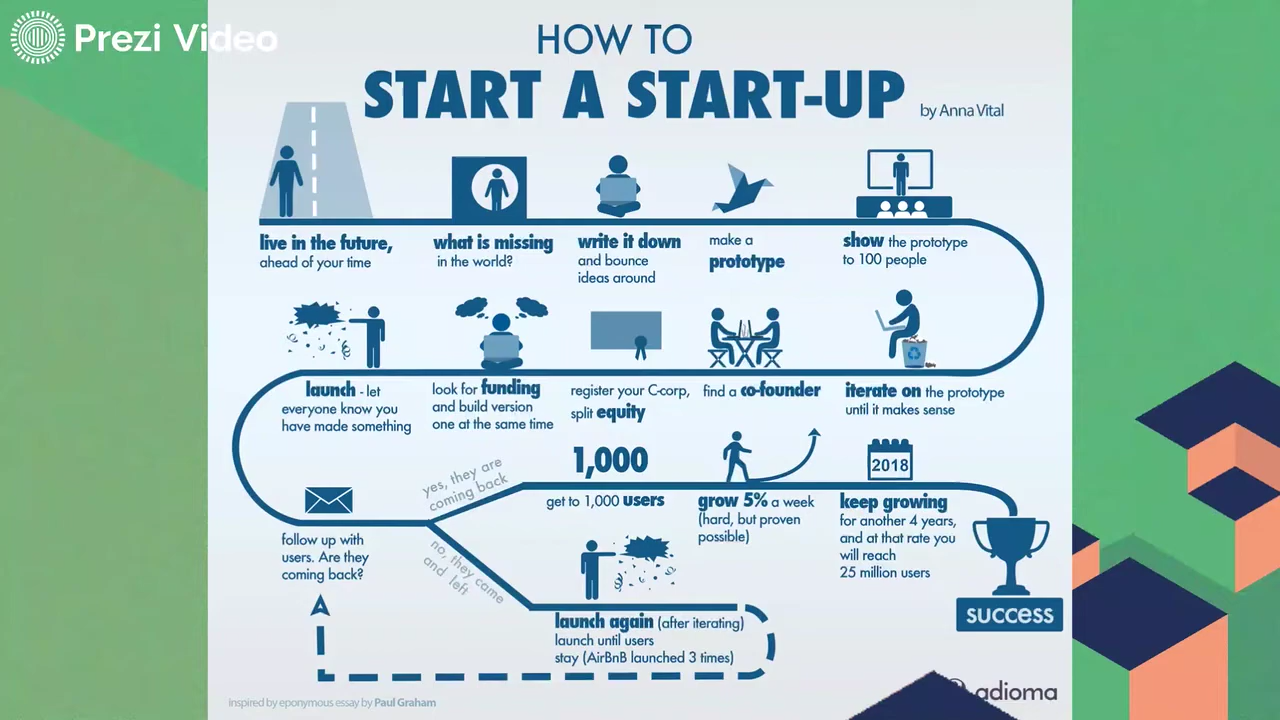 Prezi Video
HOW TO
START A START-UP
by Anna Vital
live in the future,
ahead of your time
what is missing
in the world?
write it down
and bounce
ideas around
make a
prototype
show the prototype
to 100 people
launch - let
everyone know you
have made something
look for funding
and build version
one at the same time
register your C-corp,
split equity
find a co-founder
iterate on the prototype
until it makes sense
follow up with
users. Are they
coming back?
yes, they are
coming back
no, they came
and left
1,000
get to 1,000 users
grow 5% a week
(hard, but proven
possible)
2018
keep growing
for another 4 years,
and at that rate you
will reach
25 million users
success
launch again (after iterating)
launch until users
stay (AirBnB launched 3 times)
inspired by eponymous essay by Paul Graham
adioma